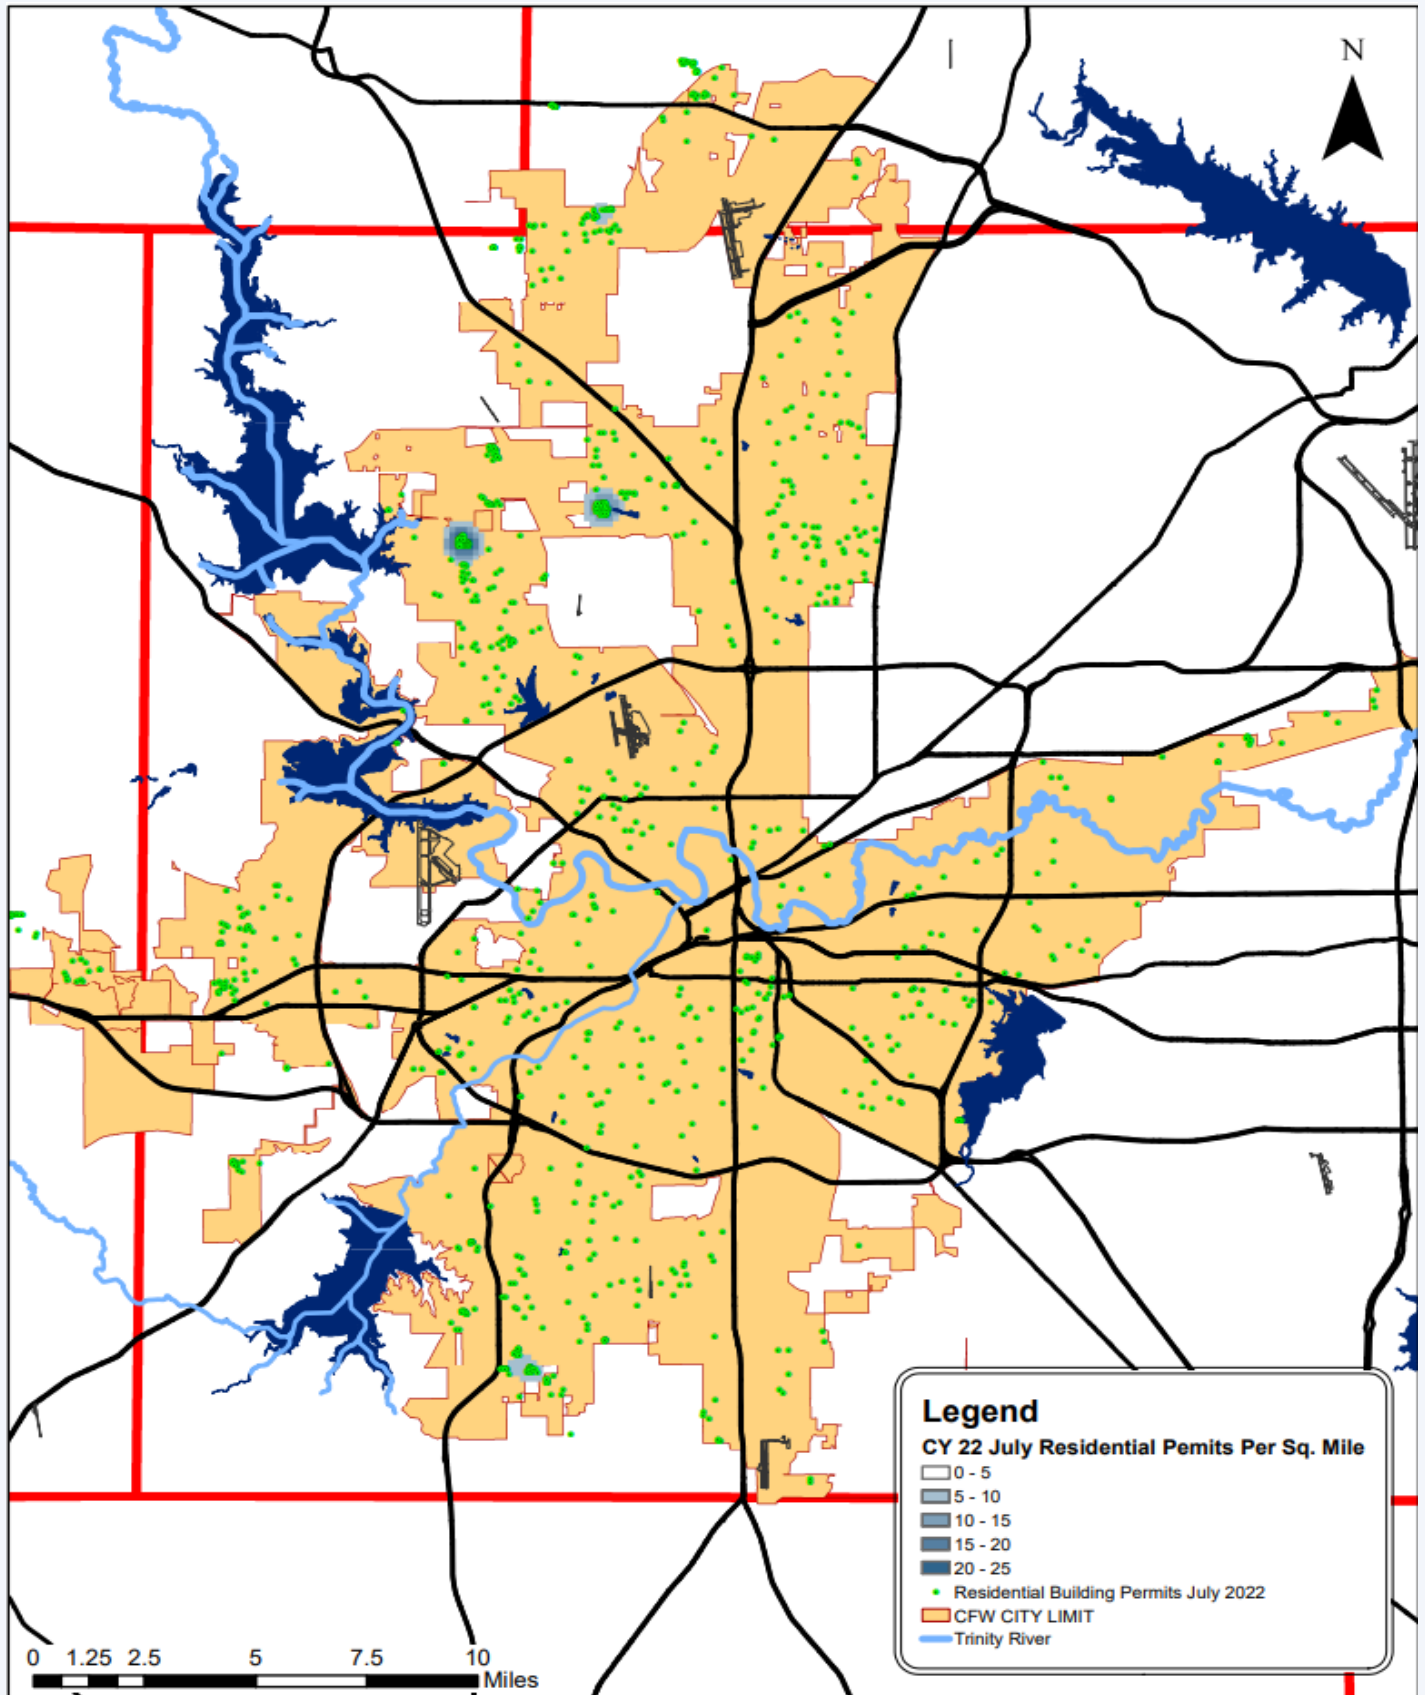 N
Legend
CY 22 July Residential Pemits Per Sq. Mile
0 - 5
5 - 10
10 - 15
15 - 20
20 - 25
Residential Building Permits July 2022
CFW CITY LIMIT
Trinity River
0 1.25 2.5 5 7.5 10
Miles